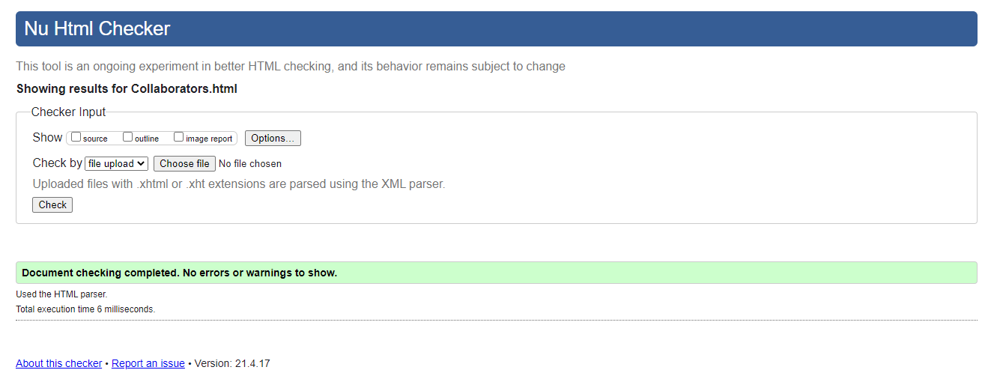 Nu Html Checker
This tool is an ongoing experiment in better HTML checking, and its behavior remains subject to change
Showing results for Collaborators.html
Checker Input
Show source outline image report Options...
Check by file upload Choose file No file chosen
Uploaded files with .xhtml or .xht extensions are parsed using the XML parser.
Check
Document checking completed. No errors or warnings to show.
Used the HTML parser.
Total execution time 6 milliseconds.
About this checker • Report an issue • Version: 21.4.17